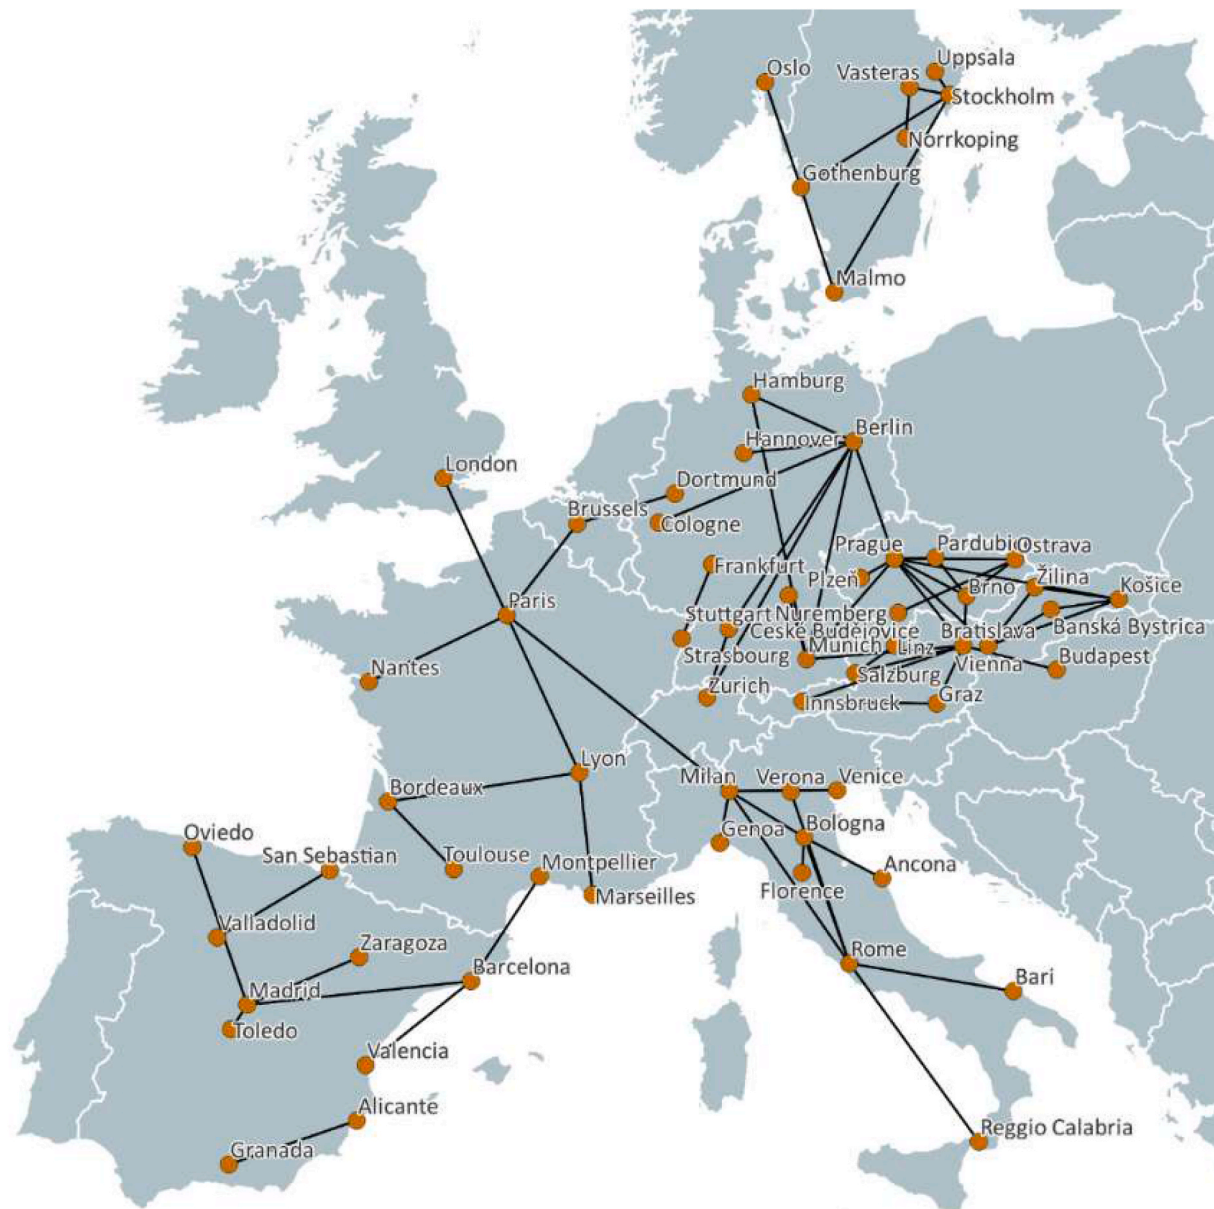 Uppsala
Oslo
Vasteras
Stockholm
Norrkoping
Gothenburg
Malmo
Hamburg
Berlin
Hannover
London
Dortmund
Brussels
Cologne
Prague
Pardubi
Ostrava
Frankfurt
Plzeň
Žilina
Košice
Brno
Paris
Stuttgart
Nuremberg
České Budějovice
Bratislava
Banská Bystrica
Strasbourg
Munich
Linz
Vienna
Budapest
Nantes
Salzburg
Zurich
Innsbruck
Graz
Lyon
Milan
Verona
Venice
Bordeaux
Genoa
Bologna
Oviedo
San Sebastian
Toulouse
Montpellier
Ancona
Florence
Marseilles
Valladolid
Zaragoza
Rome
Barcelona
Bari
Madrid
Toledo
Valencia
Alicante
Reggio Calabria
Granada